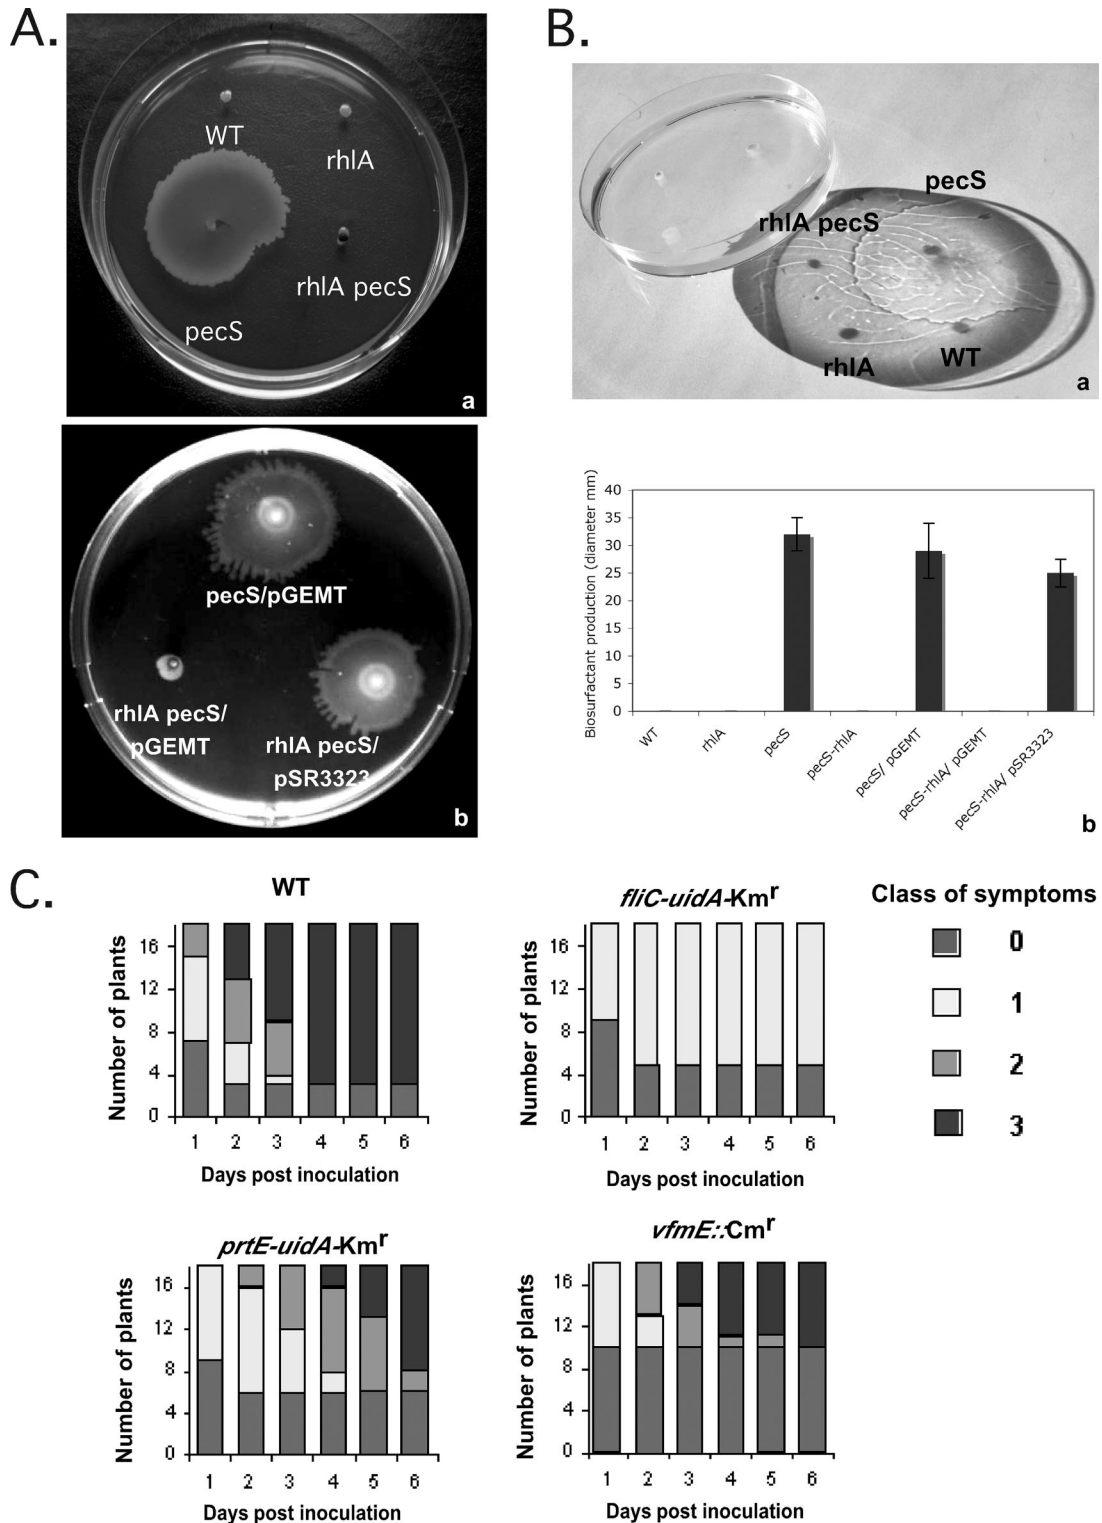 A.
WT
rhlA
rhlA pecS
pecS
a
pecS/pGEMT
rhlA pecS/
pGEMT
rhlA pecS/
pSR3323
b
B.
pecS
rhlA pecS
rhlA
WT
a
Biosurfactant production (diameter mm)
40
35
30
25
20
15
10
5
0
WT
rhlA
pecS
pecS-rhlA
pecS/ pGEMT
pecS-rhlA/ pGEMT
pecS-rhlA/ pSR3323
b
C.
WT
Number of plants
16
12
8
4
0
1 2 3 4 5 6
Days post inoculation
fliC-uidA-Kmr
Number of plants
16
12
8
4
0
1 2 3 4 5 6
Days post inoculation
Class of symptoms
0
1
2
3
prtE-uidA-Kmr
Number of plants
16
12
8
4
0
1 2 3 4 5 6
Days post inoculation
vfmE::Cmr
Number of plants
16
12
8
4
0
1 2 3 4 5 6
Days post inoculation